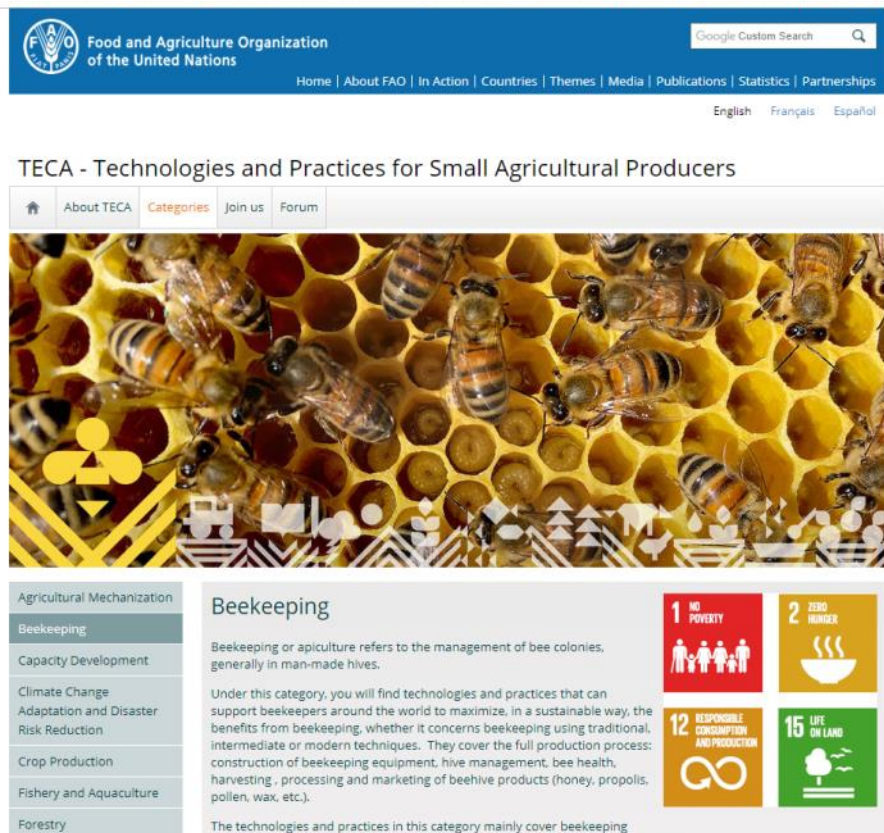 Food and Agriculture Organization
of the United Nations
Google Custom Search
Home | About FAO | In Action | Countries | Themes | Media | Publications | Statistics | Partnerships
English Français Español
TECA - Technologies and Practices for Small Agricultural Producers
About TECA Categories Join us Forum
Agricultural Mechanization
Beekeeping
Capacity Development
Climate Change
Adaptation and Disaster
Risk Reduction
Crop Production
Fishery and Aquaculture
Forestry
Beekeeping
Beekeeping or apiculture refers to the management of bee colonies,
generally in man-made hives.
Under this category, you will find technologies and practices that can
support beekeepers around the world to maximize, in a sustainable way, the
benefits from beekeeping, whether it concerns beekeeping using traditional,
intermediate or modern techniques. They cover the full production process:
construction of beekeeping equipment, hive management, bee health,
harvesting , processing and marketing of beehive products (honey, propolis,
pollen, wax, etc.).
The technologies and practices in this category mainly cover beekeeping
1 NO
POVERTY
2 ZERO
HUNGER
12 RESPONSIBLE
CONSUMPTION
AND PRODUCTION
15 LIFE
ON LAND